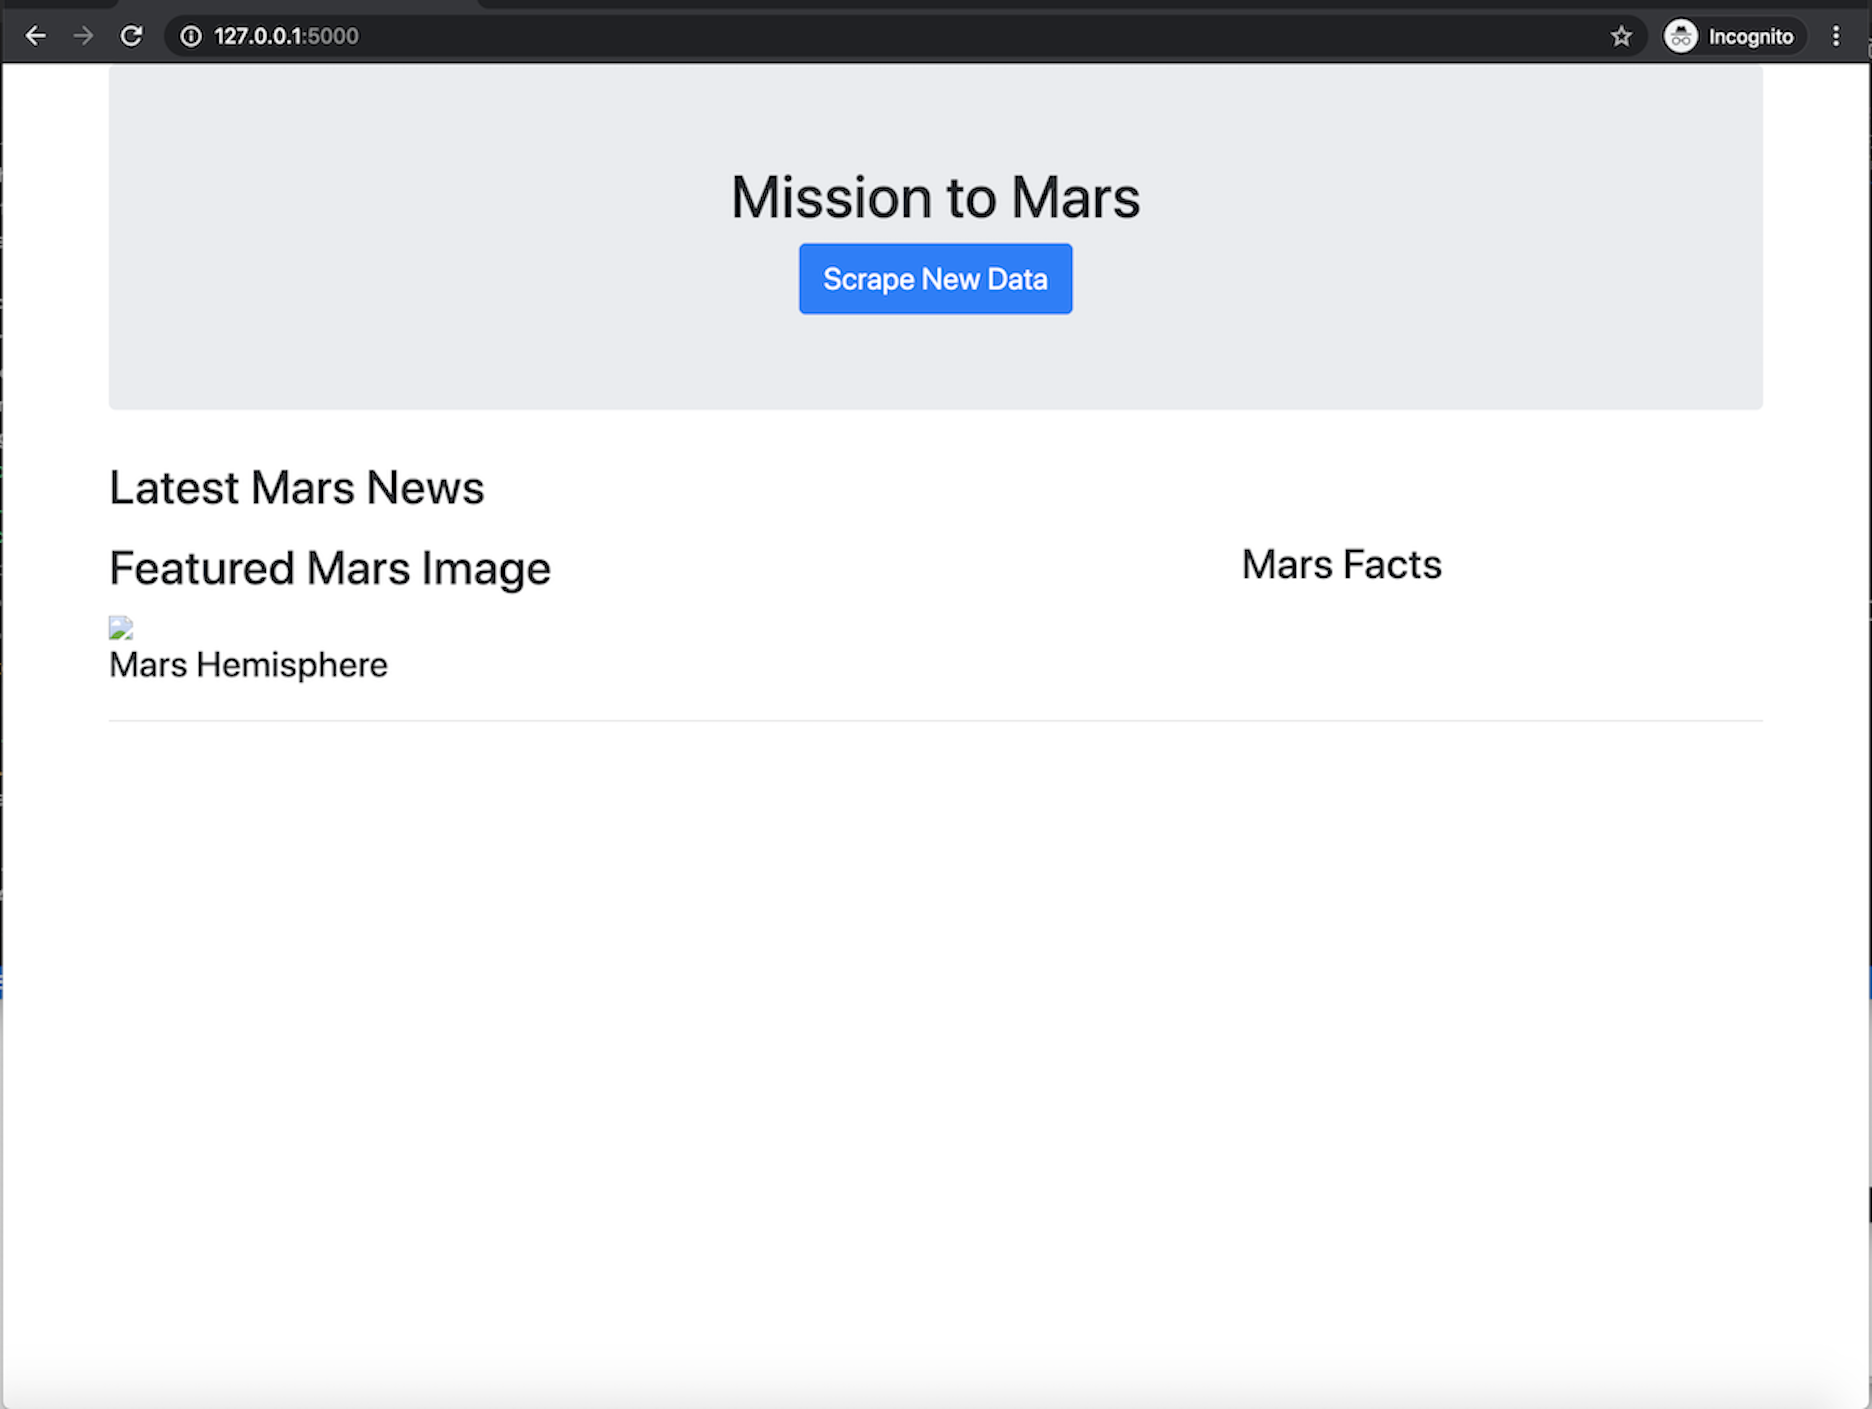 127.0.0.1:5000
Incognito
Mission to Mars
Scrape New Data
Latest Mars News
Featured Mars Image
Mars Facts
Mars Hemisphere